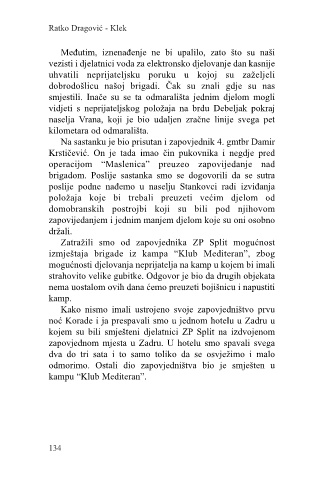 Ratko Dragović - Klek
Međutim, iznenađenje ne bi upalilo, zato što su naši
vezisti i djelatnici voda za elektronsko djelovanje dan kasnije
uhvatili neprijateljsku poruku u kojoj su zaželjeli
dobrodošlicu našoj brigadi. Čak su znali gdje su nas
smjestili. Inače su se ta odmarališta jednim djelom mogli
vidjeti s neprijateljskog položaja na brdu Debeljak pokraj
naselja Vrana, koji je bio udaljen zračne linije svega pet
kilometara od odmarališta.
Na sastanku je bio prisutan i zapovjednik 4. gmtbr Damir
Krstičević. On je tada imao čin pukovnika i negdje pred
operacijom “Maslenica” preuzeo zapovijedanje nad
brigadom. Poslije sastanka smo se dogovorili da se sutra
poslije podne nađemo u naselju Stankovci radi izviđanja
položaja koje bi trebali preuzeti većim djelom od
domobranskih postrojbi koji su bili pod njihovom
zapovijedanjem i jednim manjem djelom koje su oni osobno
držali.
Zatražili smo od zapovjednika ZP Split mogućnost
izmještaja brigade iz kampa “Klub Mediteran”, zbog
mogućnosti djelovanja neprijatelja na kamp u kojem bi imali
strahovito velike gubitke. Odgovor je bio da drugih objekata
nema uostalom ovih dana ćemo preuzeti bojišnicu i napustiti
kamp.
Kako nismo imali ustrojeno svoje zapovjedništvo prvu
noć Korade i ja prespavali smo u jednom hotelu u Zadru u
kojem su bili smješteni djelatnici ZP Split na izdvojenom
zapovjednom mjesta u Zadru. U hotelu smo spavali svega
dva do tri sata i to samo toliko da se osvježimo i malo
odmorimo. Ostali dio zapovjedništva bio je smješten u
kampu “Klub Mediteran”.
134